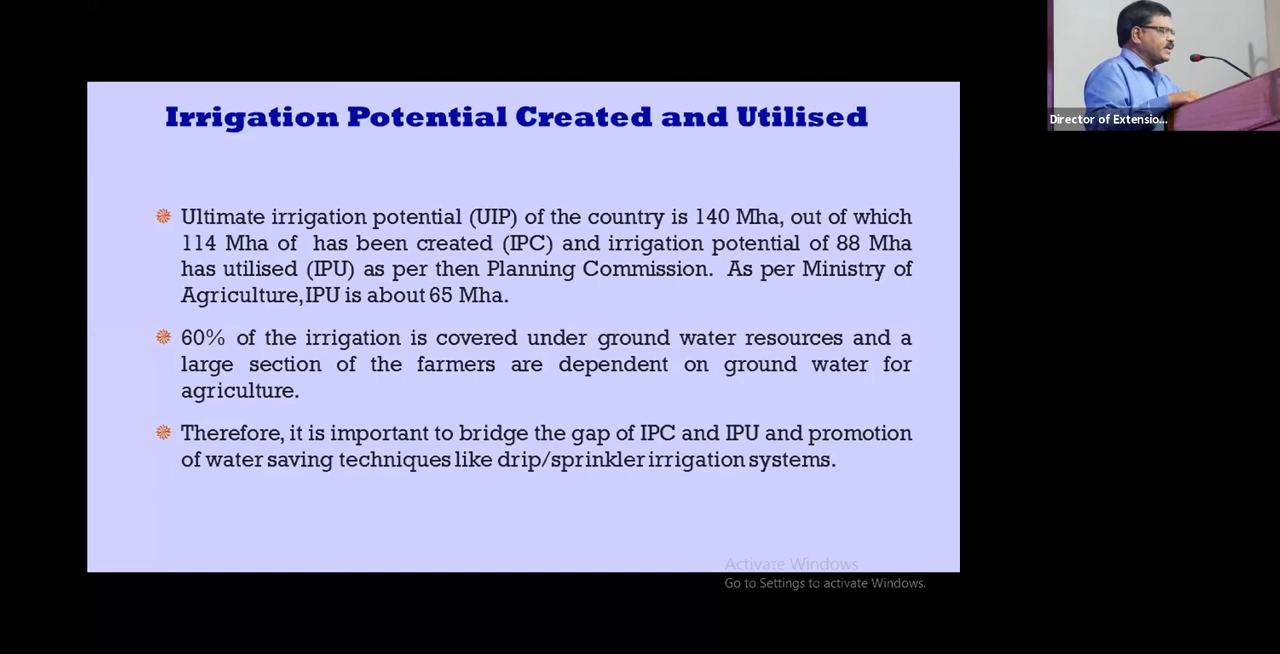 Irrigation Potential Created and Utilised
Ultimate irrigation potential (UIP) of the country is 140 Mha, out of which
114 Mha of has been created (IPC) and irrigation potential of 88 Mha
has utilised (IPU) as per then Planning Commission. As per Ministry of
Agriculture, IPU is about 65 Mha.
60% of the irrigation is covered under ground water resources and a
large section of the farmers are dependent on ground water for
agriculture.
Therefore, it is important to bridge the gap of IPC and IPU and promotion
of water saving techniques like drip/sprinkler irrigation systems.
Director of Extensio...
Activate Windows
Go to Settings to activate Windows.